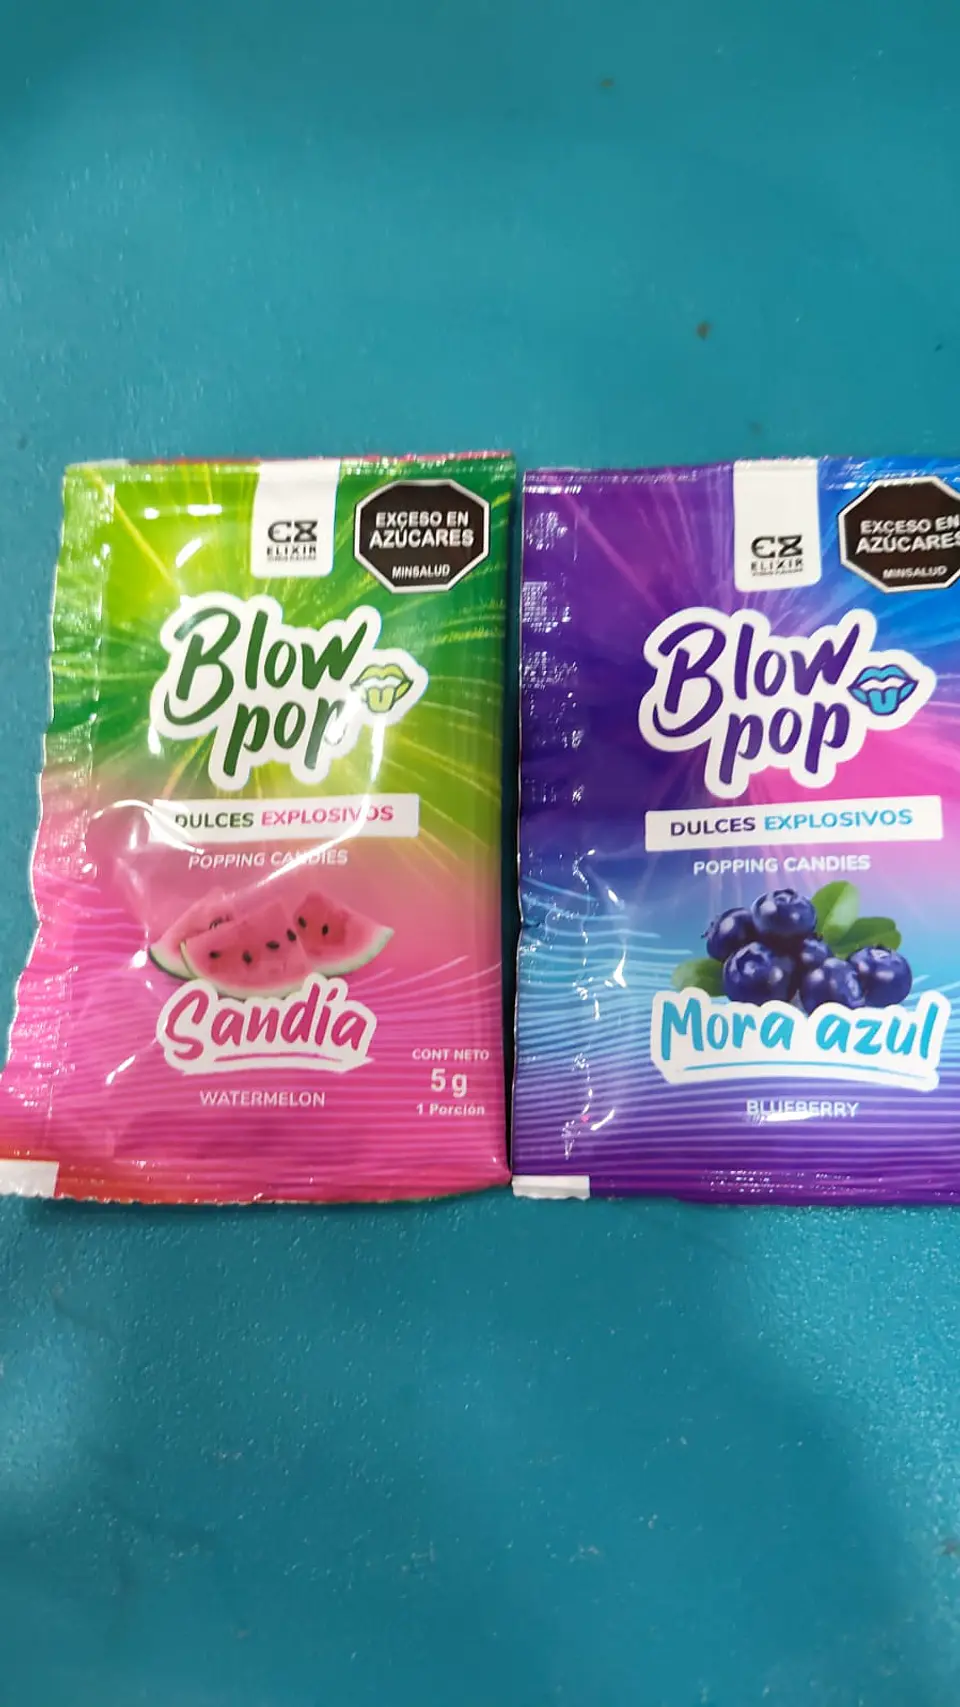 EXCESO EN
AZÚCARES
MINSALUD
ELIXIR
Blow
pop
DULCES EXPLOSIVOS
POPPING CANDIES
Sandía
WATERMELON
CONT NETO
5 g
1 Porción
EXCESO EN
AZÚCARES
MINSALUD
ELIXIR
Blow
pop
DULCES EXPLOSIVOS
POPPING CANDIES
Mora azul
BLUEBERRY